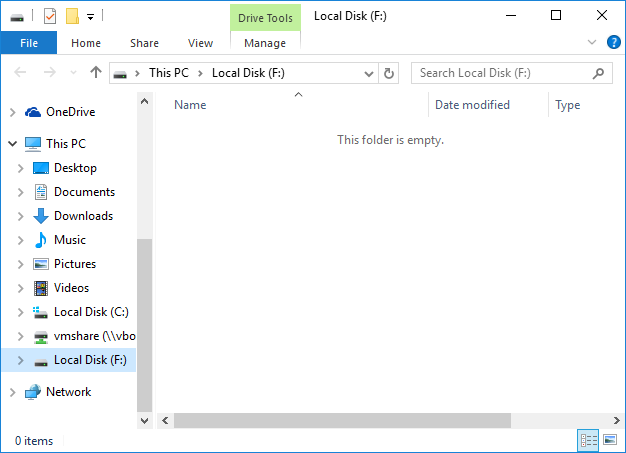 Drive Tools
Local Disk (F:)
File
Home
Share
View
Manage
This PC
Local Disk (F:)
Search Local Disk (F:)
OneDrive
This PC
Desktop
Documents
Downloads
Music
Pictures
Videos
Local Disk (C:)
vmshare (\\vbo
Local Disk (F:)
Network
Name
Date modified
Type
This folder is empty.
0 items